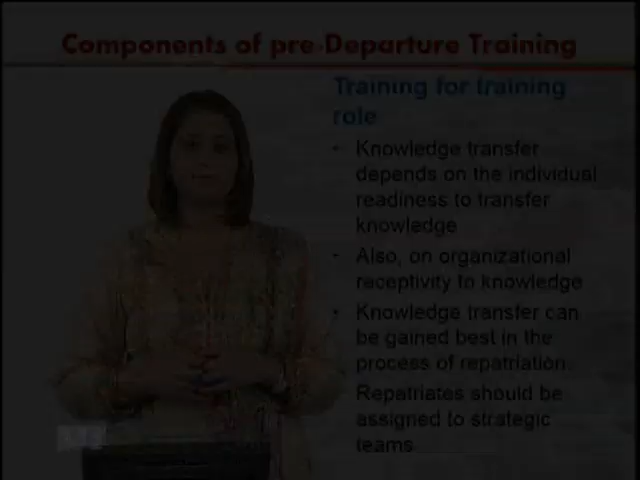 Components of pre-Departure Training
Training for training
role
• Knowledge transfer
depends on the individual
readiness to transfer
knowledge
• Also, on organizational
receptivity to knowledge
• Knowledge transfer can
be gained best in the
process of repatriation.
Repatriates should be
assigned to strategic
teams